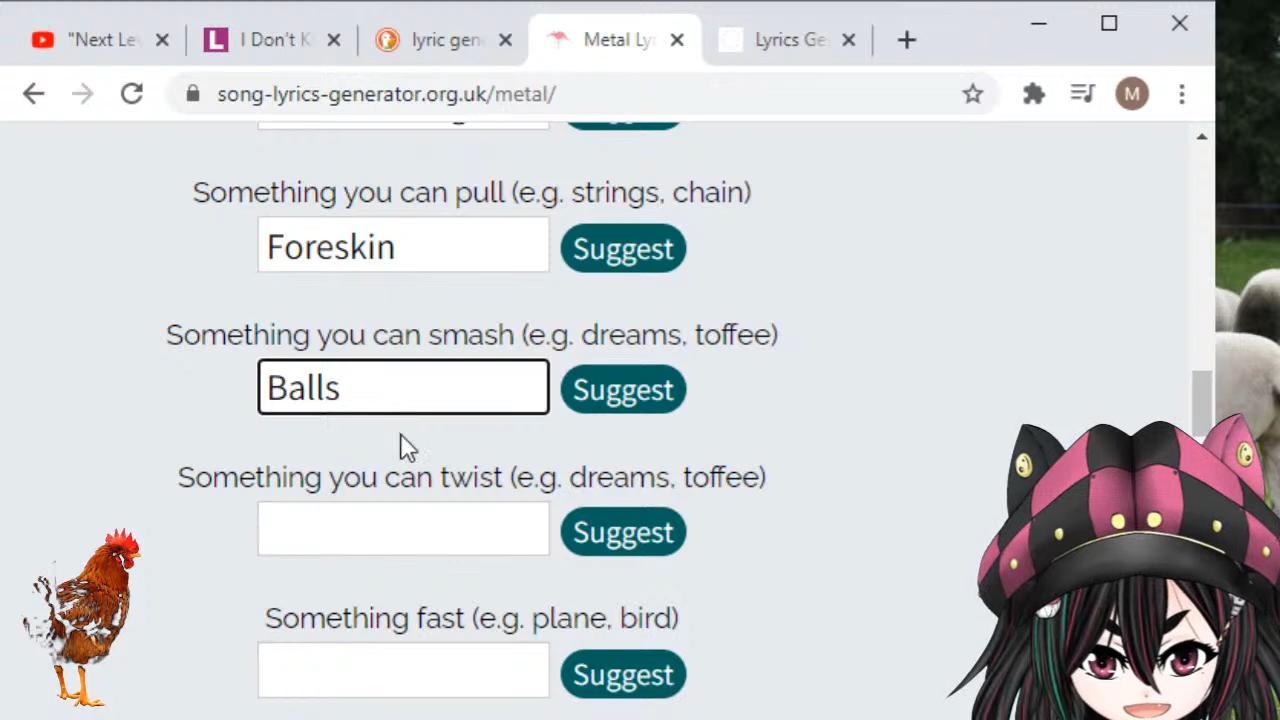 "Next Le
I Don't K
lyric gen
Metal Ly
Lyrics Ge
song-lyrics-generator.org.uk/metal/
M
Something you can pull (e.g. strings, chain)
Foreskin
Suggest
Something you can smash (e.g. dreams, toffee)
Balls
Suggest
Something you can twist (e.g. dreams, toffee)
Suggest
Something fast (e.g. plane, bird)
Suggest